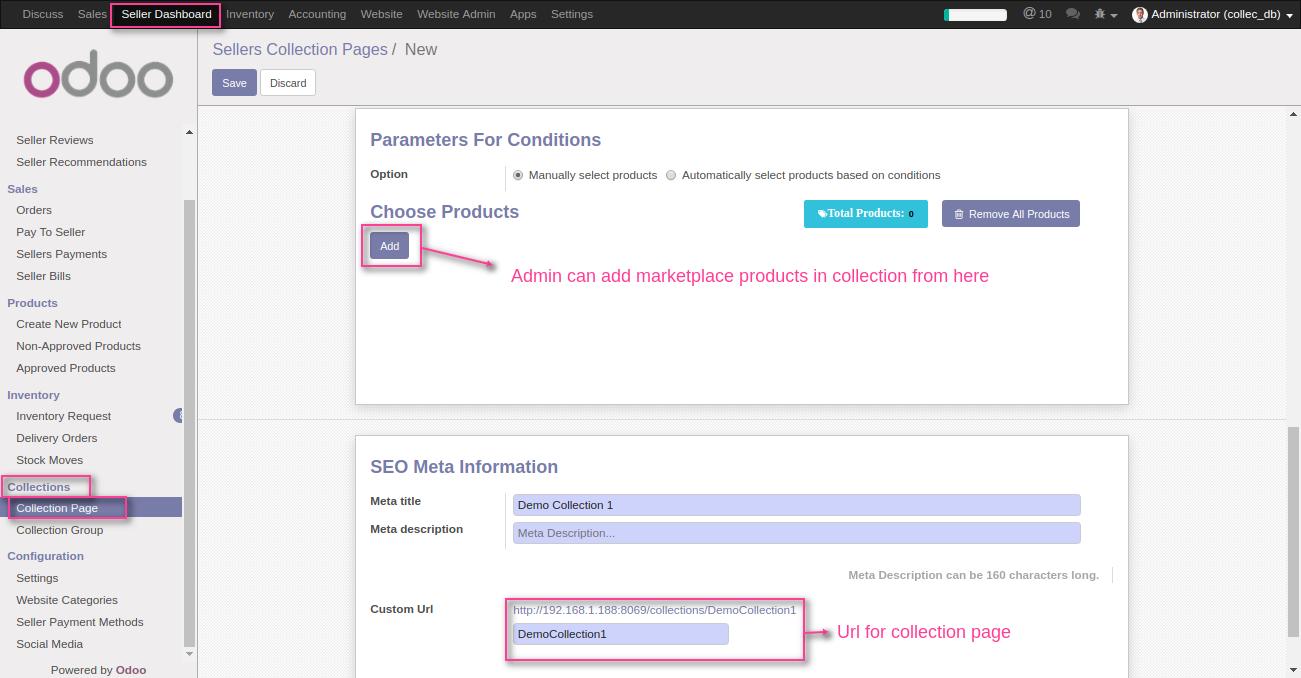 Discuss Sales Seller Dashboard Inventory Accounting Website Website Admin Apps Settings
@ 10
Administrator (collec_db)
odoo
Sellers Collection Pages / New
Save Discard
Seller Reviews
Seller Recommendations
Sales
Orders
Pay To Seller
Sellers Payments
Seller Bills
Products
Create New Product
Non-Approved Products
Approved Products
Inventory
Inventory Request
Delivery Orders
Stock Moves
Collections
Collection Page
Collection Group
Configuration
Settings
Website Categories
Seller Payment Methods
Social Media
Powered by Odoo
Parameters For Conditions
Option Manually select products Automatically select products based on conditions
Choose Products
Total Products: 0
Remove All Products
Add
Admin can add marketplace products in collection from here
SEO Meta Information
Meta title Demo Collection 1
Meta description Meta Description...
Meta Description can be 160 characters long.
Custom Url http://192.168.1.188:8069/collections/DemoCollection1
DemoCollection1
Url for collection page